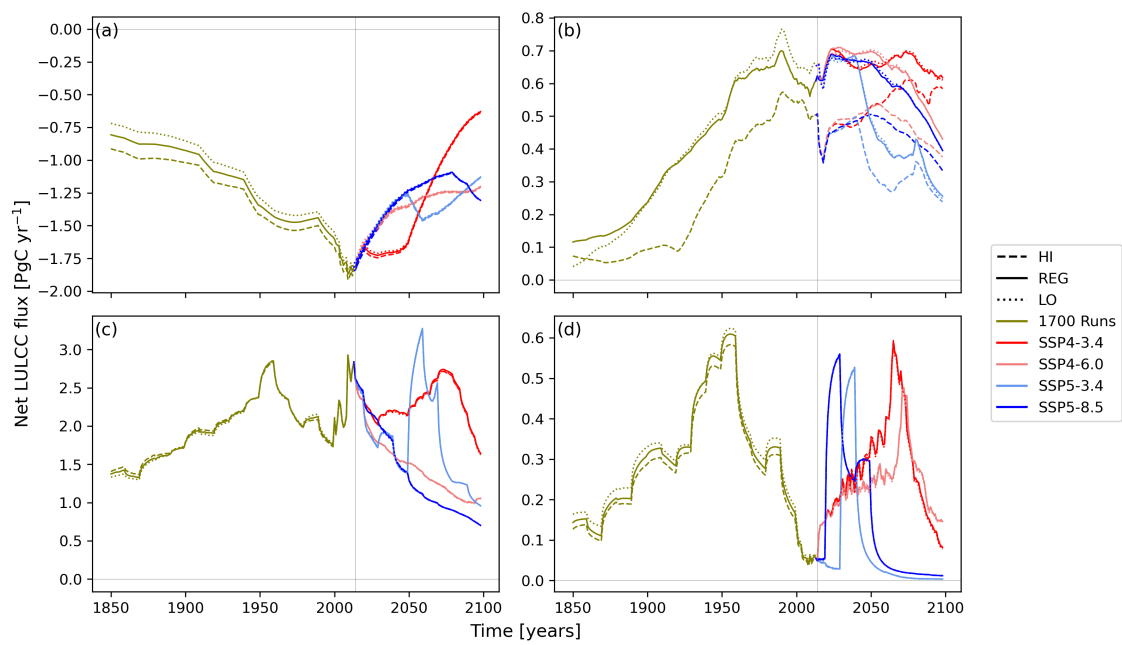 (a)
0.00
−0.25
−0.50
−0.75
−1.00
−1.25
−1.50
−1.75
−2.00
(b)
0.8
0.7
0.6
0.5
0.4
0.3
0.2
0.1
0.0
(c)
3.0
2.5
2.0
1.5
1.0
0.5
0.0
1850 1900 1950 2000 2050 2100
(d)
0.6
0.5
0.4
0.3
0.2
0.1
0.0
1850 1900 1950 2000 2050 2100
Net LULCC flux [PgC yr⁻¹]
Time [years]
HI
REG
LO
1700 Runs
SSP4-3.4
SSP4-6.0
SSP5-3.4
SSP5-8.5